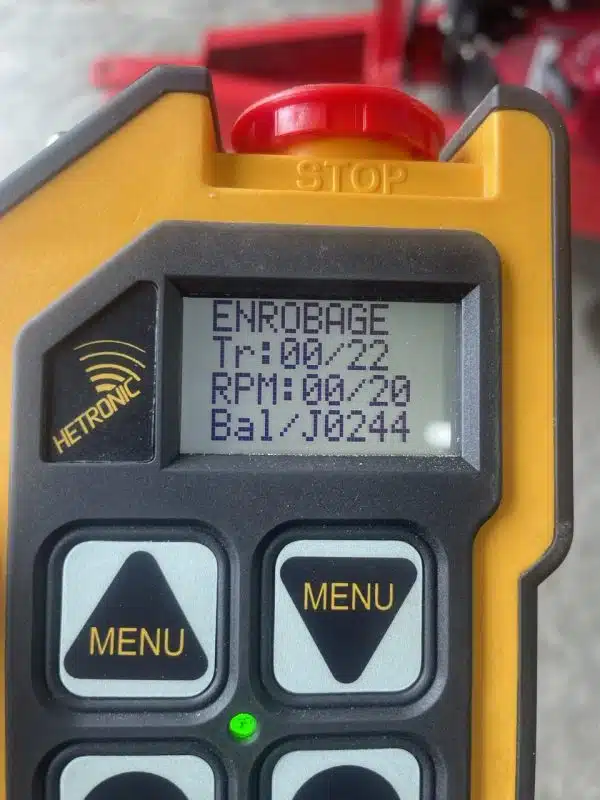 STOP
ENROBAGE
Tr:00/22
RPM:00/20
Bal/J0244
HETRONIC
MENU
MENU